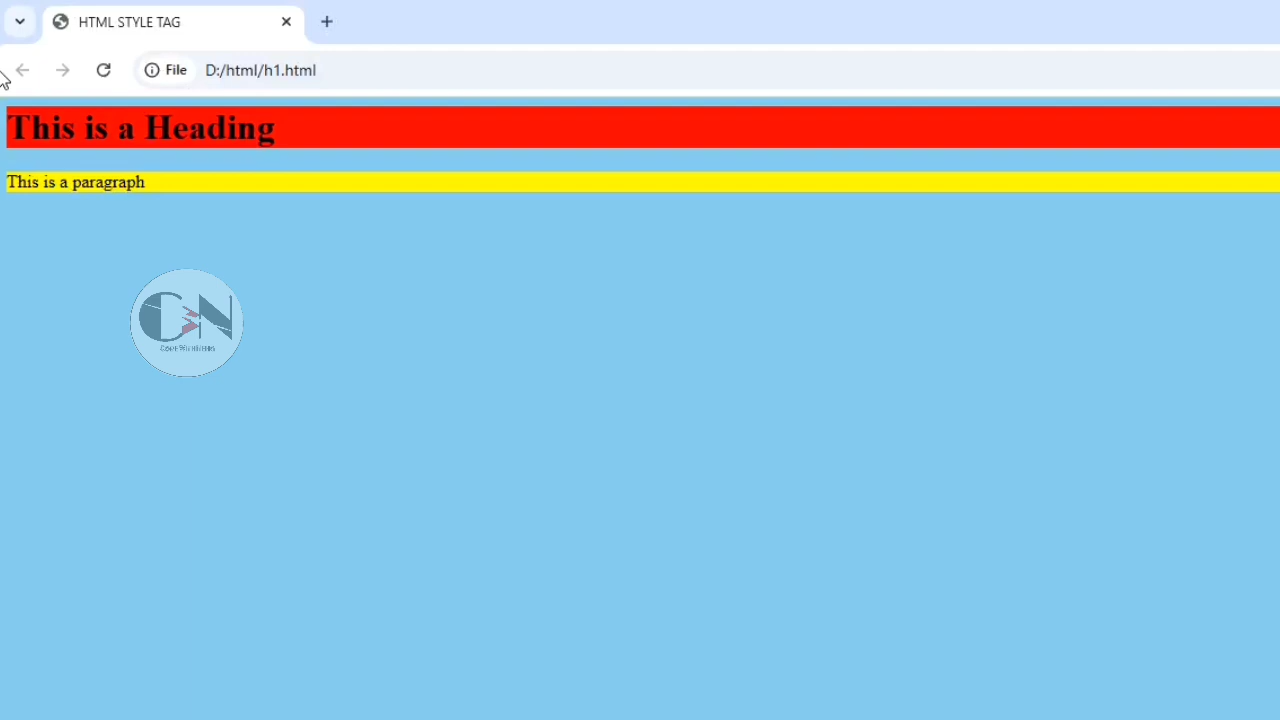 HTML STYLE TAG
File D:/html/h1.html
This is a Heading
This is a paragraph